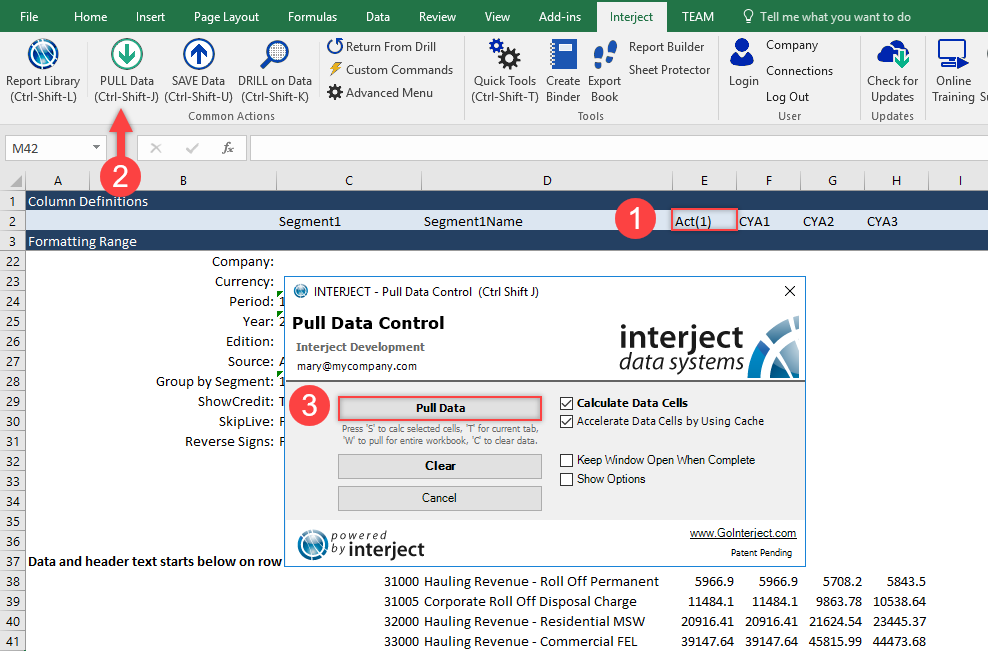 File Home Insert Page Layout Formulas Data Review View Add-ins Interject TEAM Tell me what you want to do
Report Library
(Ctrl-Shift-L)
PULL Data
(Ctrl-Shift-J)
SAVE Data
(Ctrl-Shift-U)
DRILL on Data
(Ctrl-Shift-K)
Return From Drill
Custom Commands
Advanced Menu
Common Actions
Quick Tools
(Ctrl-Shift-T)
Create
Binder
Export
Book
Report Builder
Sheet Protector
Tools
Login
Company
Connections
Log Out
User
Check for
Updates
Updates
Online
Training
M42 fx
2
A B C D E F G H I
1 Column Definitions
2 Segment1 Segment1Name 1 Act(1) CYA1 CYA2 CYA3
3 Formatting Range
22 Company:
23 Currency:
24 Period: 1
25 Year: 2
26 Edition:
27 Source: A
28 Group by Segment: 1
29 ShowCredit: T
30 SkipLive: F
31 Reverse Signs: F
32
33
34
35
36
37 Data and header text starts below on row
INTERJECT - Pull Data Control (Ctrl Shift J)
Pull Data Control
Interject Development
mary@mycompany.com
interject
data systems
3
Pull Data
Press 'S' to calc selected cells, 'T' for current tab,
'W' to pull for entire workbook, 'C' to clear data.
Clear
Cancel
Calculate Data Cells
Accelerate Data Cells by Using Cache
Keep Window Open When Complete
Show Options
powered
by interject
www.GoInterject.com
Patent Pending
38 31000 Hauling Revenue - Roll Off Permanent 5966.9 5966.9 5708.2 5843.5
39 31005 Corporate Roll Off Disposal Charge 11484.1 11484.1 9863.78 10538.64
40 32000 Hauling Revenue - Residential MSW 20916.41 20916.41 21624.54 23445.37
41 33000 Hauling Revenue - Commercial FEL 39147.64 39147.64 45815.99 44473.68